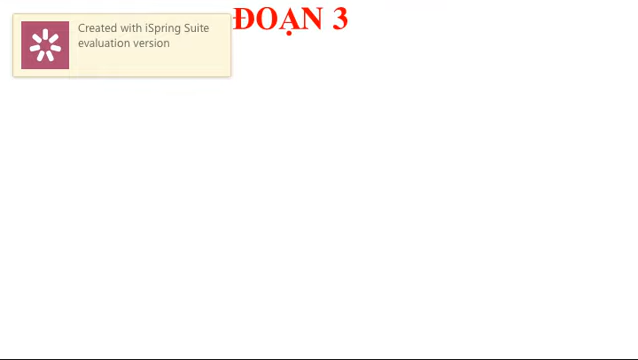 Created with iSpring Suite
evaluation version
ĐOẠN 3